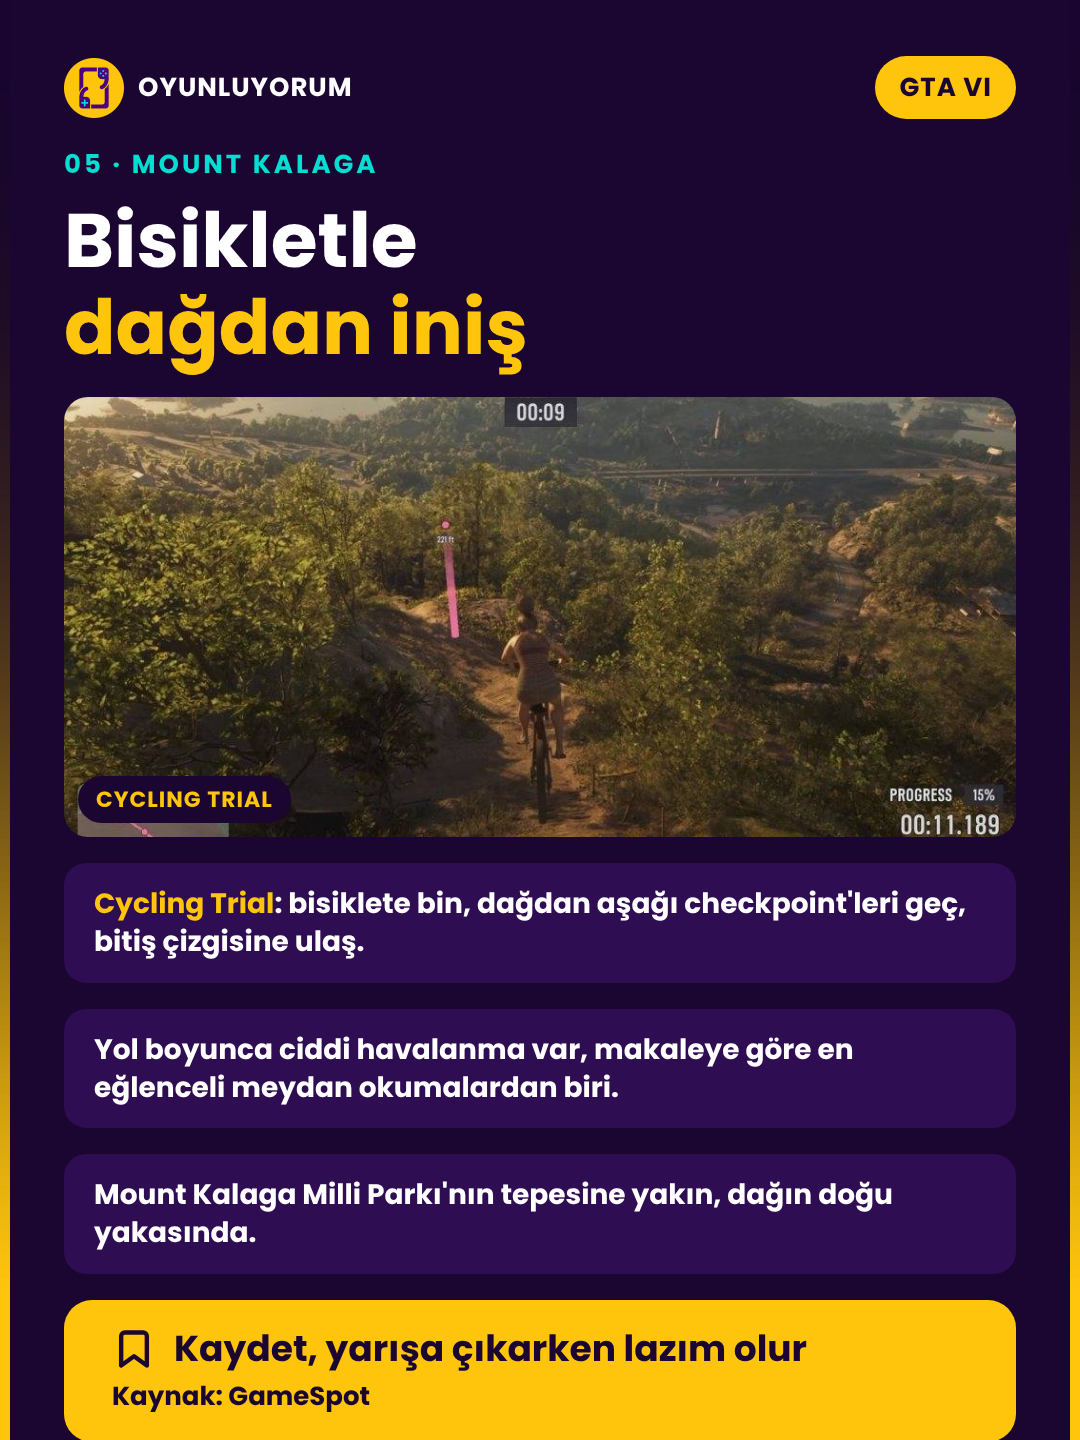 OYUNLUYORUM
GTA VI
05 · MOUNT KALAGA
Bisikletle
dağdan iniş
00:09
221 ft
CYCLING TRIAL
PROGRESS 15%
00:11.189
Cycling Trial: bisiklete bin, dağdan aşağı checkpoint'leri geç,
bitiş çizgisine ulaş.
Yol boyunca ciddi havalanma var, makaleye göre en
eğlenceli meydan okumalardan biri.
Mount Kalaga Milli Parkı'nın tepesine yakın, dağın doğu
yakasında.
Kaydet, yarışa çıkarken lazım olur
Kaynak: GameSpot